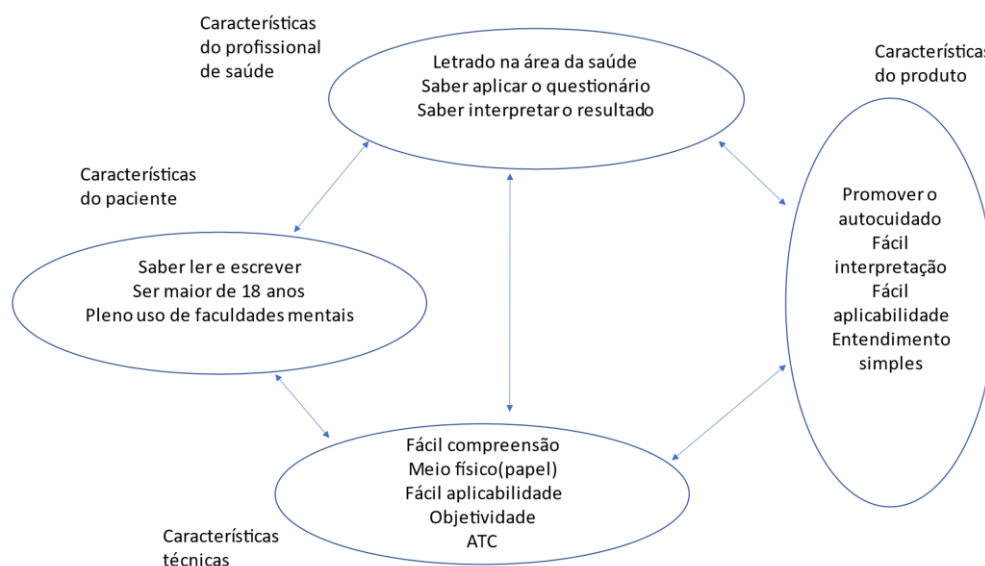 Características
do profissional
de saúde
Letrado na área da saúde
Saber aplicar o questionário
Saber interpretar o resultado
Características
do produto
Características
do paciente
Promover o
autocuidado
Fácil
interpretação
Fácil
aplicabilidade
Entendimento
simples
Saber ler e escrever
Ser maior de 18 anos
Pleno uso de faculdades mentais
Fácil compreensão
Meio físico(papel)
Fácil aplicabilidade
Objetividade
ATC
Características
técnicas